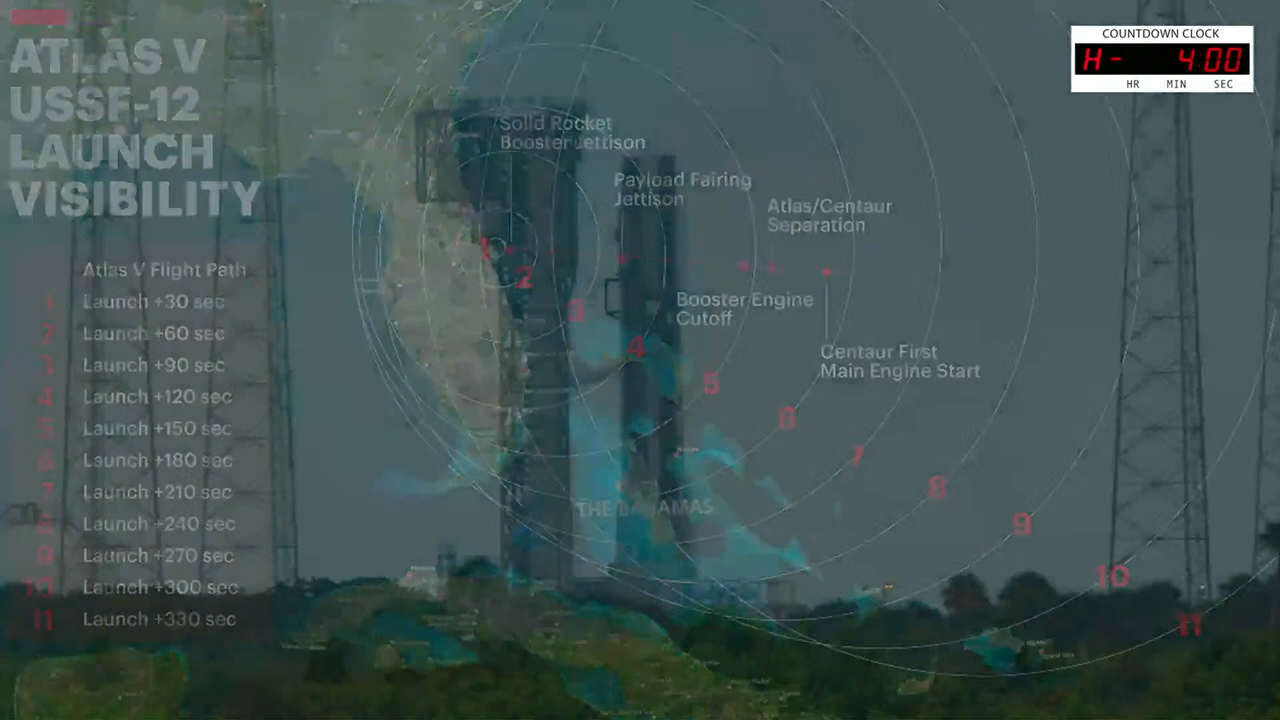 ATLAS V
USSF-12
LAUNCH
VISIBILITY
COUNTDOWN CLOCK
H- 4:00
HR MIN SEC
Solid Rocket
Booster Jettison
Payload Fairing
Jettison
Atlas/Centaur
Separation
Booster Engine
Cutoff
Centaur First
Main Engine Start
Atlas V Flight Path
1 Launch +30 sec
2 Launch +60 sec
3 Launch +90 sec
4 Launch +120 sec
5 Launch +150 sec
6 Launch +180 sec
7 Launch +210 sec
8 Launch +240 sec
9 Launch +270 sec
10 Launch +300 sec
11 Launch +330 sec
1
2
3
4
5
6
7
8
9
10
11
THE BAHAMAS